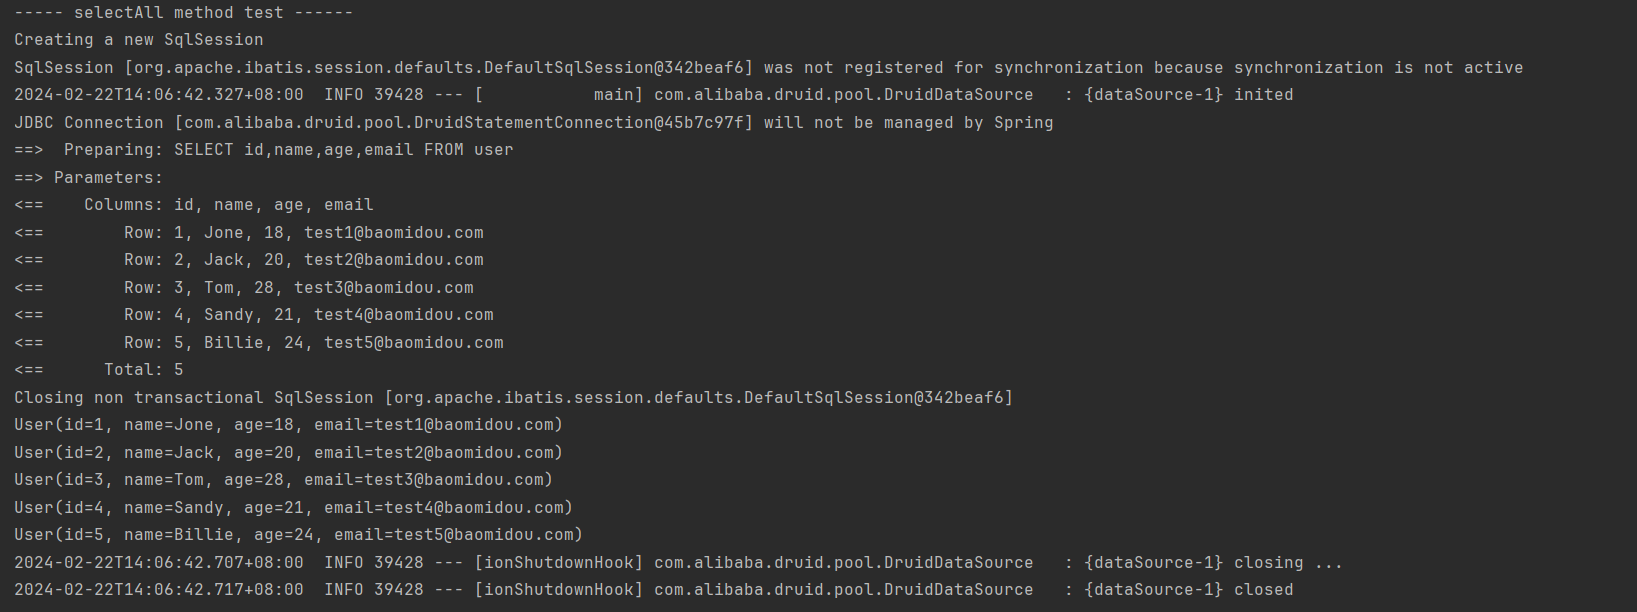 ----- selectAll method test ------
Creating a new SqlSession
SqlSession [org.apache.ibatis.session.defaults.DefaultSqlSession@342beaf6] was not registered for synchronization because synchronization is not active
2024-02-22T14:06:42.327+08:00  INFO 39428 --- [           main] com.alibaba.druid.pool.DruidDataSource   : {dataSource-1} inited
JDBC Connection [com.alibaba.druid.pool.DruidStatementConnection@45b7c97f] will not be managed by Spring
==>  Preparing: SELECT id,name,age,email FROM user
==> Parameters:
<==    Columns: id, name, age, email
<==        Row: 1, Jone, 18, test1@baomidou.com
<==        Row: 2, Jack, 20, test2@baomidou.com
<==        Row: 3, Tom, 28, test3@baomidou.com
<==        Row: 4, Sandy, 21, test4@baomidou.com
<==        Row: 5, Billie, 24, test5@baomidou.com
<==      Total: 5
Closing non transactional SqlSession [org.apache.ibatis.session.defaults.DefaultSqlSession@342beaf6]
User(id=1, name=Jone, age=18, email=test1@baomidou.com)
User(id=2, name=Jack, age=20, email=test2@baomidou.com)
User(id=3, name=Tom, age=28, email=test3@baomidou.com)
User(id=4, name=Sandy, age=21, email=test4@baomidou.com)
User(id=5, name=Billie, age=24, email=test5@baomidou.com)
2024-02-22T14:06:42.707+08:00  INFO 39428 --- [ionShutdownHook] com.alibaba.druid.pool.DruidDataSource   : {dataSource-1} closing ...
2024-02-22T14:06:42.717+08:00  INFO 39428 --- [ionShutdownHook] com.alibaba.druid.pool.DruidDataSource   : {dataSource-1} closed